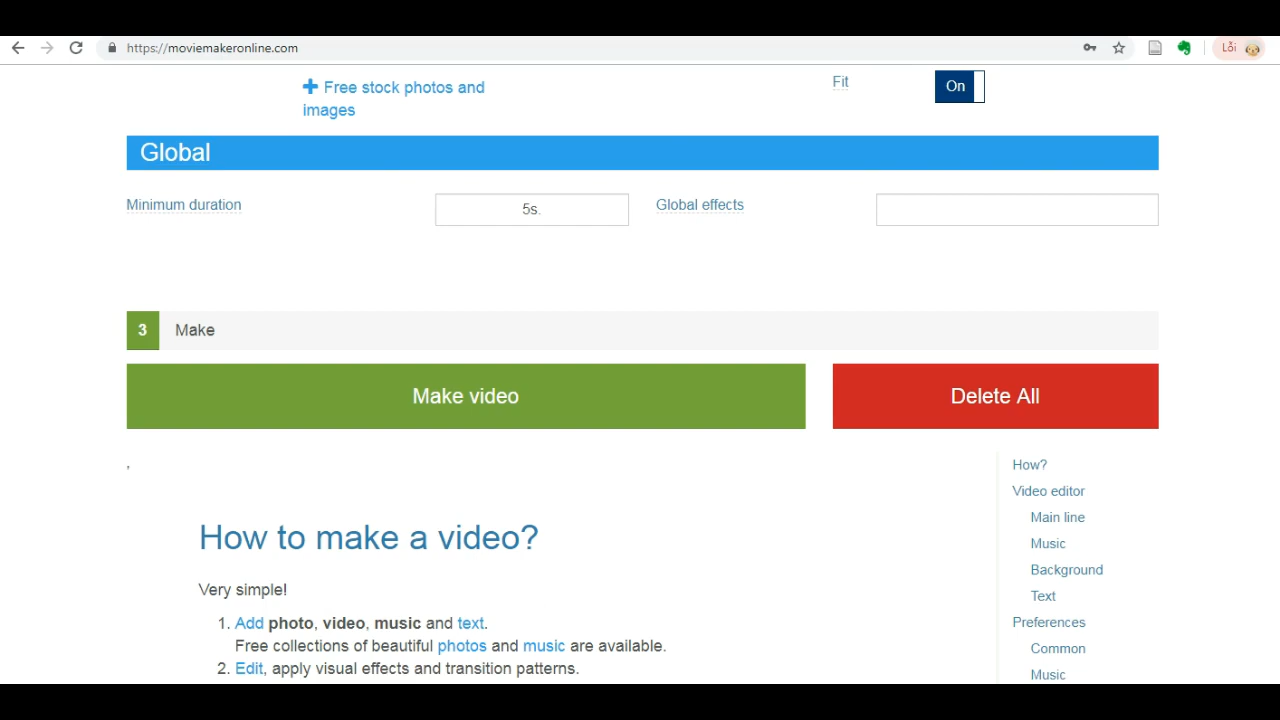 https://moviemakeronline.com
Lỗi
Free stock photos and
images
Fit
On
Global
Minimum duration
5s.
Global effects
3
Make
Make video
Delete All
,
How to make a video?
Very simple!
1. Add photo, video, music and text.
Free collections of beautiful photos and music are available.
2. Edit, apply visual effects and transition patterns.
How?
Video editor
Main line
Music
Background
Text
Preferences
Common
Music